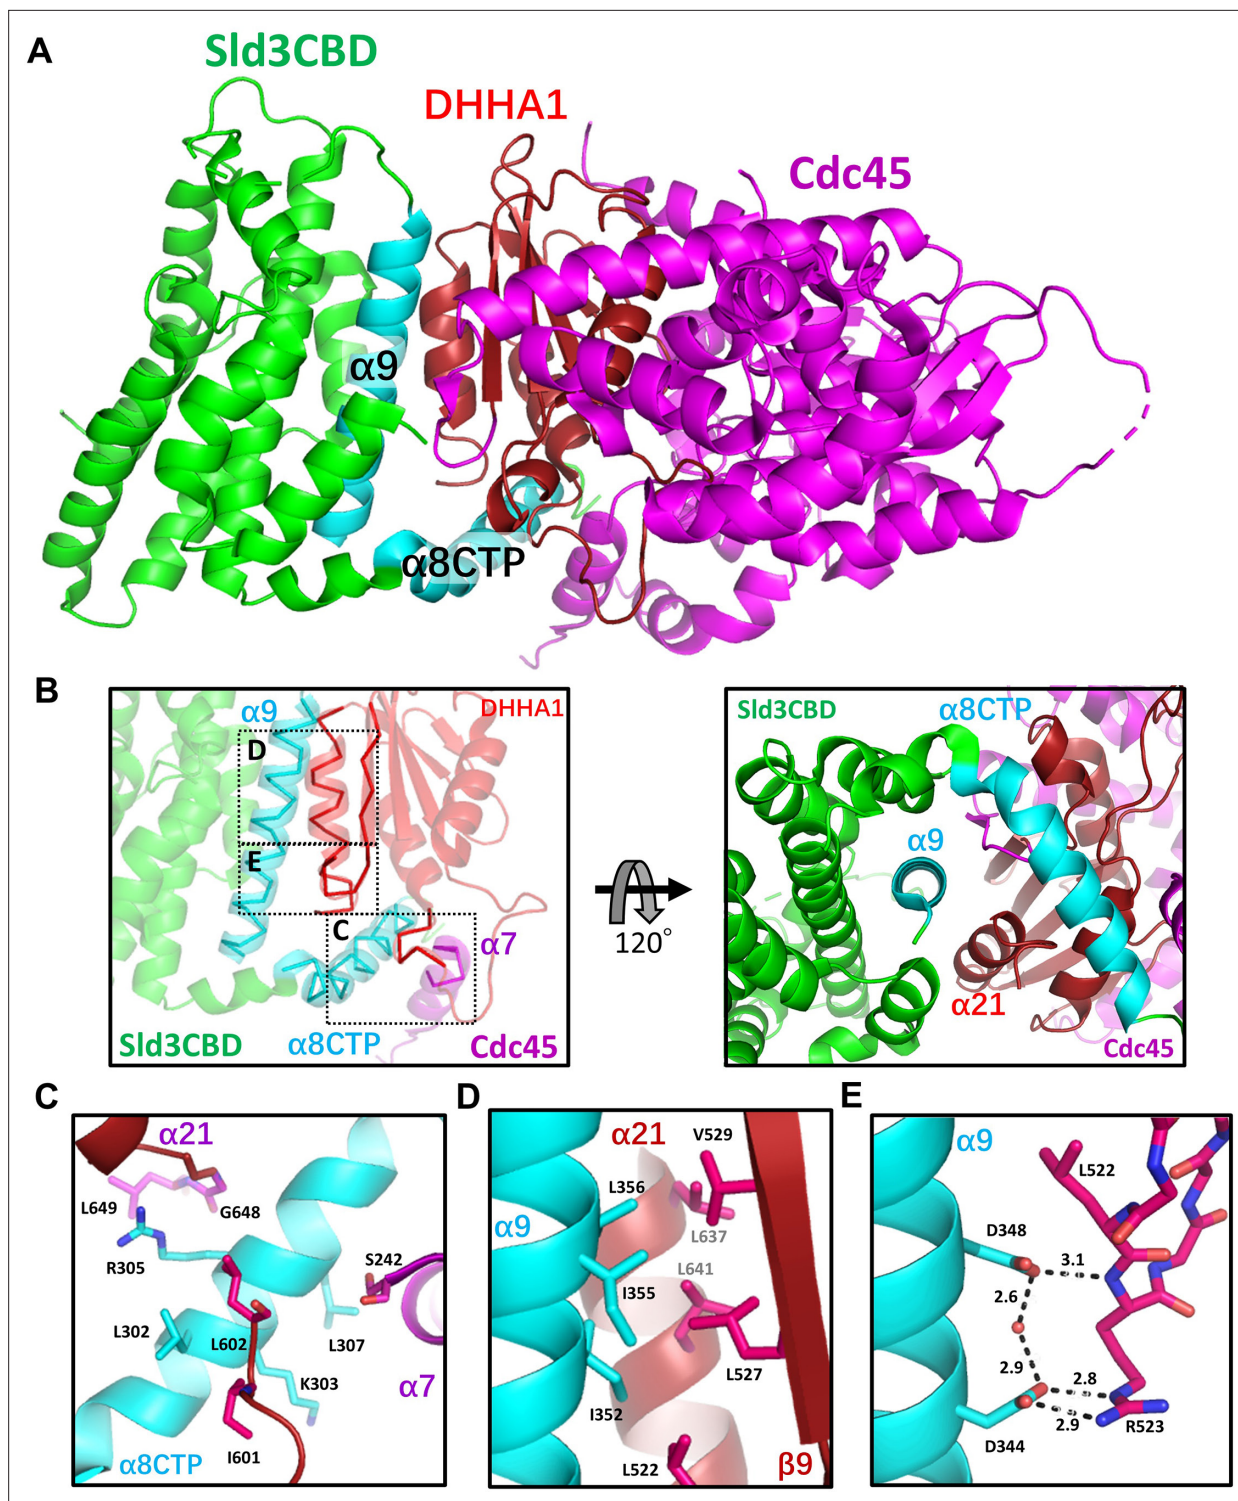 A
Sld3CBD
DHHA1
Cdc45
α9
α8CTP
B
α9
DHHA1
D
E
C
α7
Sld3CBD
α8CTP
Cdc45
120°
Sld3CBD
α8CTP
α9
α21
Cdc45
C
α21
L649
G648
R305
S242
L302
L602
L307
K303
α7
I601
α8CTP
D
α21
V529
L356
α9
L637
L641
I355
L527
I352
L522
β9
E
α9
L522
D348
3.1
2.6
2.9
2.8
2.9
R523
D344